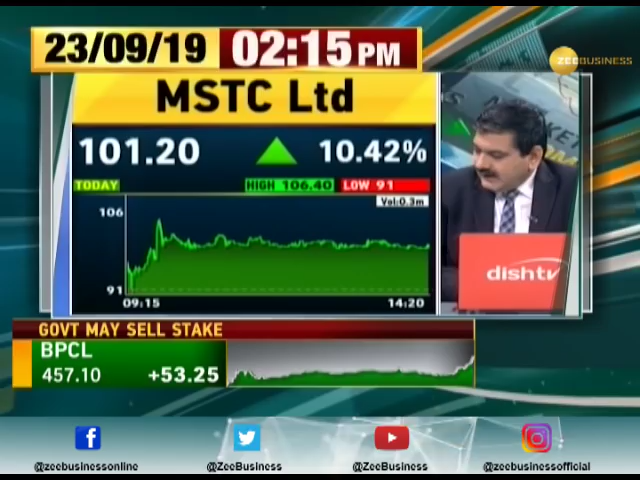 23/09/19 02:15 PM
ZEEBUSINESS
MSTC Ltd
101.20 10.42%
TODAY HIGH 106.40 LOW 91
Vol:0.3m
106
91
09:15 14:20
MARKET
dishtv
GOVT MAY SELL STAKE
BPCL
457.10 +53.25
@zeebusinessonline @ZeeBusiness @ZeeBusiness @zeebusinessofficial